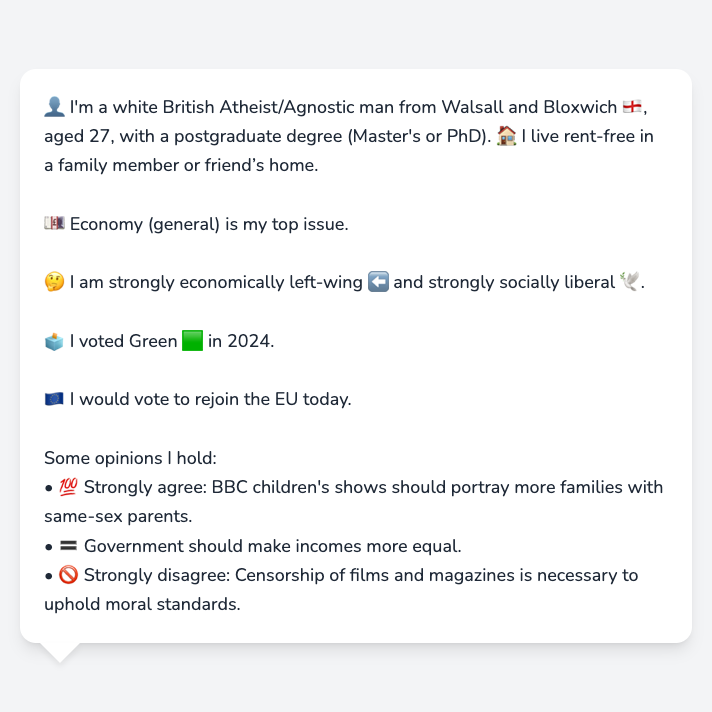 👤 I'm a white British Atheist/Agnostic man from Walsall and Bloxwich 🏴󠁧󠁢󠁥󠁮󠁧󠁿,
aged 27, with a postgraduate degree (Master's or PhD). 🏠 I live rent-free in
a family member or friend’s home.
💷 Economy (general) is my top issue.
🤔 I am strongly economically left-wing ⬅️ and strongly socially liberal 🕊️.
🗳️ I voted Green 🟩 in 2024.
🇪🇺 I would vote to rejoin the EU today.
Some opinions I hold:
• 💯 Strongly agree: BBC children's shows should portray more families with
same-sex parents.
• 🟰 Government should make incomes more equal.
• 🚫 Strongly disagree: Censorship of films and magazines is necessary to
uphold moral standards.